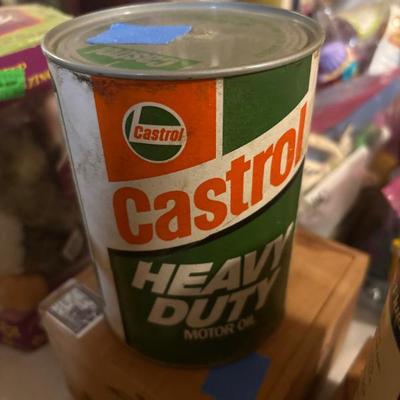 Castrol
Castrol
HEAVY
DUTY
MOTOR OIL